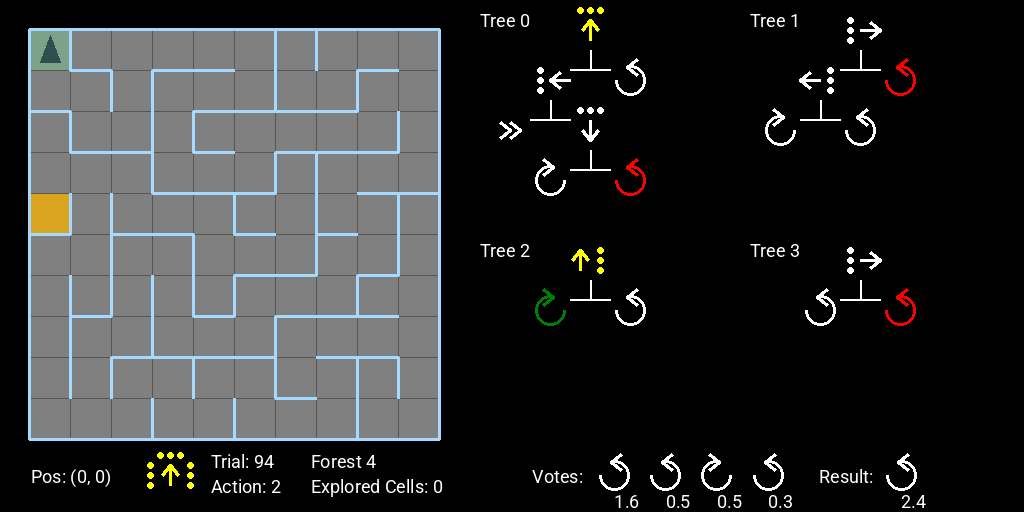 Tree 0
Tree 1
Tree 2
Tree 3
Pos: (0, 0)
Trial: 94
Forest 4
Action: 2
Explored Cells: 0
Votes:
1.6
0.5
0.5
0.3
Result:
2.4